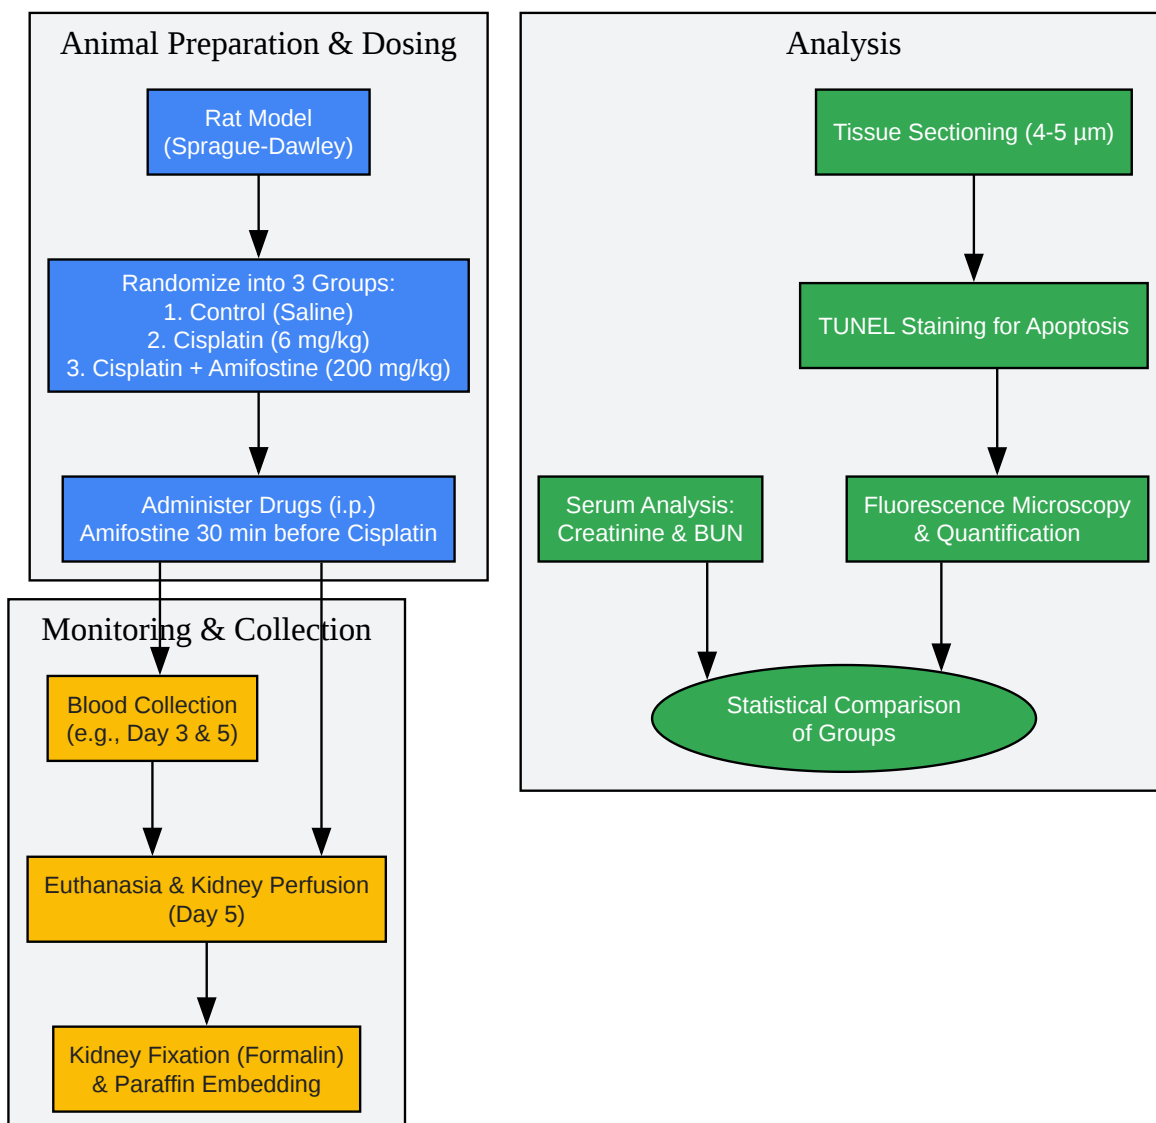 Animal Preparation & Dosing
Rat Model
(Sprague-Dawley)
Randomize into 3 Groups:
1. Control (Saline)
2. Cisplatin (6 mg/kg)
3. Cisplatin + Amifostine (200 mg/kg)
Administer Drugs (i.p.)
Amifostine 30 min before Cisplatin
Monitoring & Collection
Blood Collection
(e.g., Day 3 & 5)
Euthanasia & Kidney Perfusion
(Day 5)
Kidney Fixation (Formalin)
& Paraffin Embedding
Analysis
Tissue Sectioning (4-5 µm)
TUNEL Staining for Apoptosis
Serum Analysis:
Creatinine & BUN
Fluorescence Microscopy
& Quantification
Statistical Comparison
of Groups